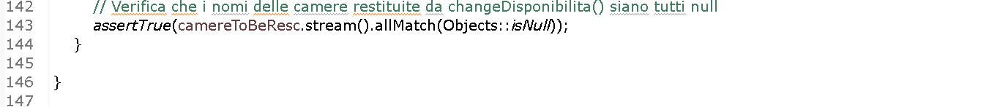 142 // Verifica che i nomi delle camere restituite da changeDisponibilita() siano tutti null
143 assertTrue(camereToBeResc.stream().allMatch(Objects::isNull));
144 }
145
146 }
147